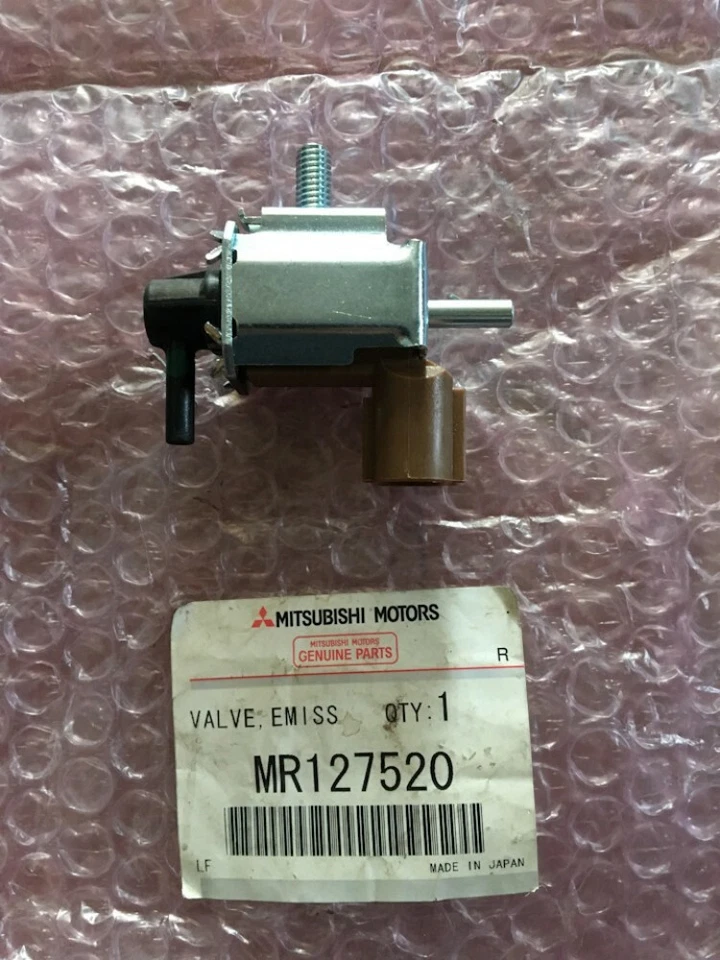 MITSUBISHI MOTORS
MITSUBISHI MOTORS
GENUINE PARTS
R
VALVE, EMISS QTY:1
MR127520
LF MADE IN JAPAN